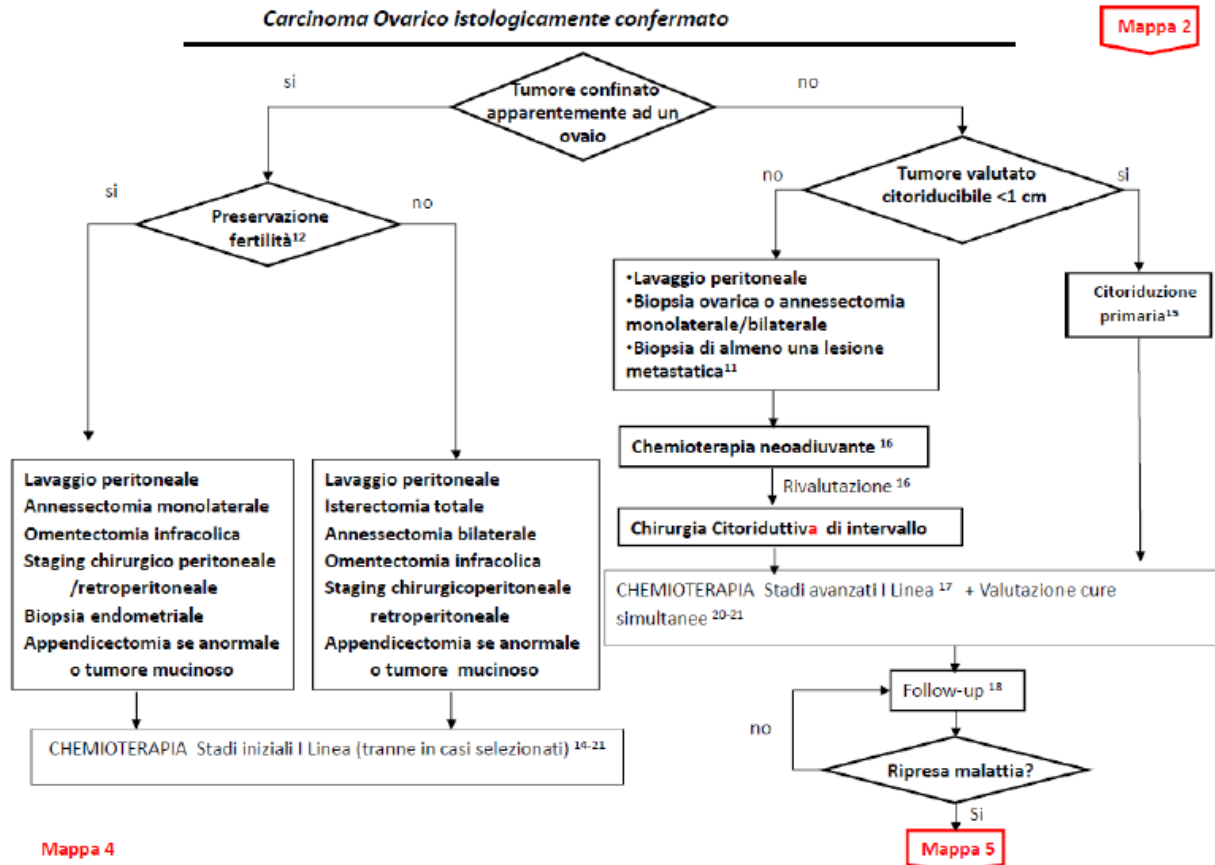 Carcinoma Ovarico istologicamente confermato
Mappa 2
si
Tumore confinato
apparentemente ad un
ovaio
no
si
Preservazione
fertilità¹²
no
no
Tumore valutato
citoriducibile <1 cm
si
•Lavaggio peritoneale
•Biopsia ovarica o annessectomia
monolaterale/bilaterale
•Biopsia di almeno una lesione
metastatica¹¹
Citoriduzione
primaria¹⁵
Chemioterapia neoadiuvante ¹⁶
Rivalutazione ¹⁶
Chirurgia Citoriduttiva di intervallo
Lavaggio peritoneale
Annessectomia monolaterale
Omentectomia infracolica
Staging chirurgico peritoneale
/retroperitoneale
Biopsia endometriale
Appendicectomia se anormale
o tumore mucinoso
Lavaggio peritoneale
Isterectomia totale
Annessectomia bilaterale
Omentectomia infracolica
Staging chirurgicoperitoneale
retroperitoneale
Appendicectomia se anormale
o tumore mucinoso
CHEMIOTERAPIA Stadi avanzati I Linea ¹⁷ + Valutazione cure
simultanee ²⁰⁻²¹
CHEMIOTERAPIA Stadi iniziali I Linea (tranne in casi selezionati) ¹⁴⁻²¹
Follow-up ¹⁸
no
Ripresa malattia?
Si
Mappa 4
Mappa 5